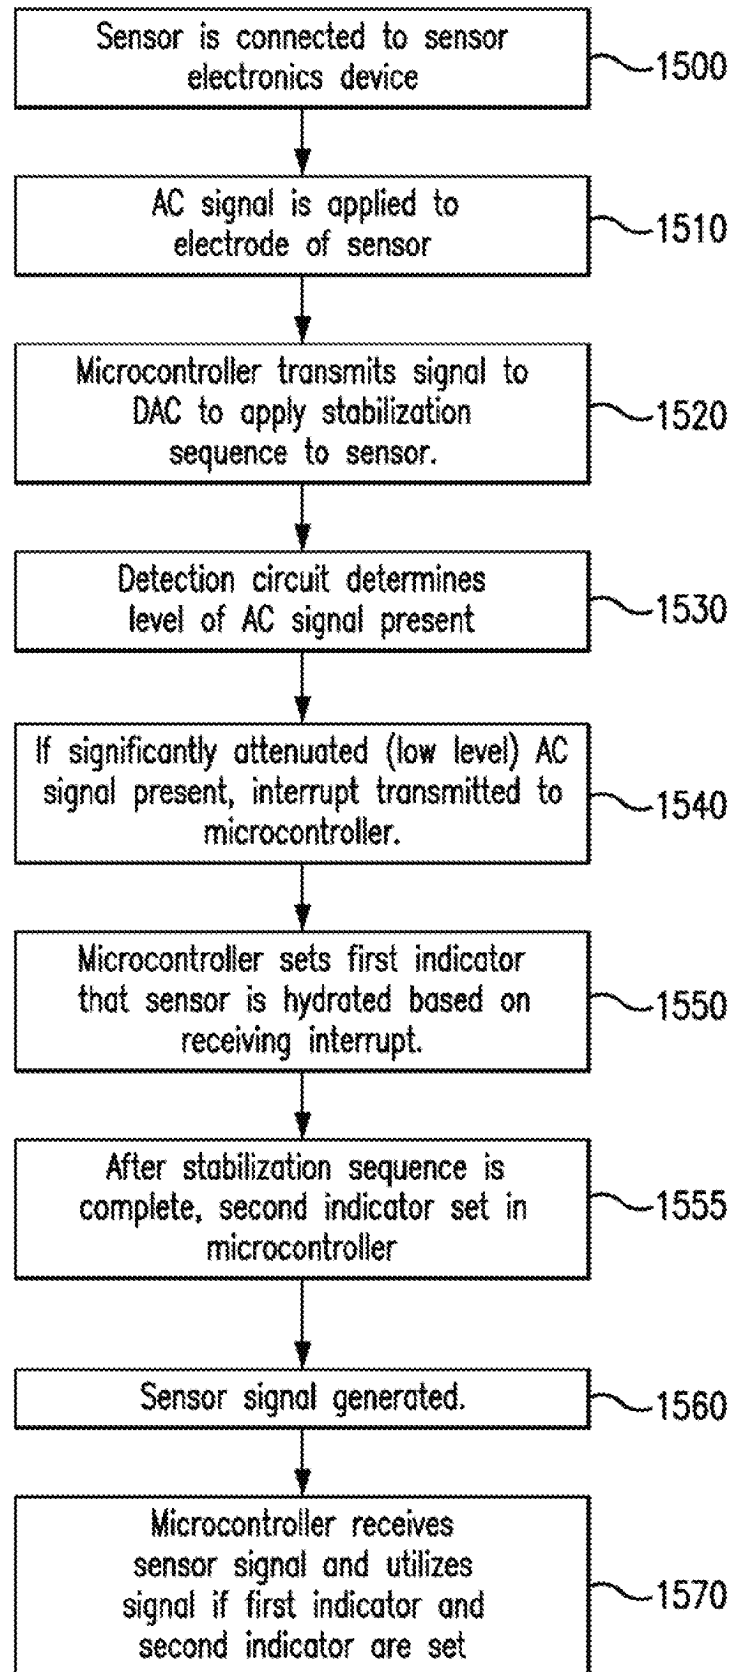 Sensor is connected to sensor
electronics device
1500
AC signal is applied to
electrode of sensor
1510
Microcontroller transmits signal to
DAC to apply stabilization
sequence to sensor.
1520
Detection circuit determines
level of AC signal present
1530
If significantly attenuated (low level) AC
signal present, interrupt transmitted to
microcontroller.
1540
Microcontroller sets first indicator
that sensor is hydrated based on
receiving interrupt.
1550
After stabilization sequence is
complete, second indicator set in
microcontroller
1555
Sensor signal generated.
1560
Microcontroller receives
sensor signal and utilizes
signal if first indicator and
second indicator are set
1570